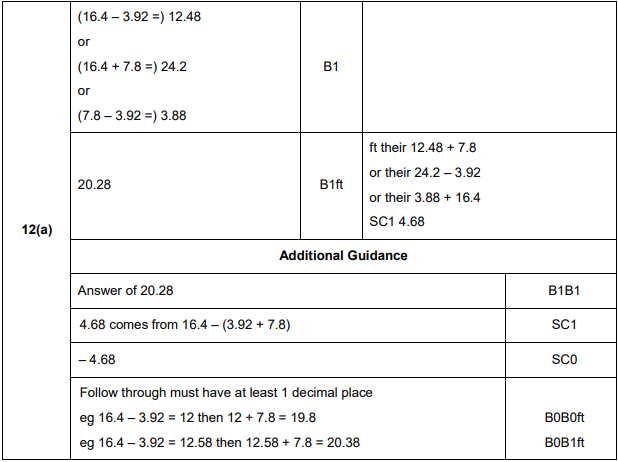 (16.4 – 3.92 =) 12.48
or
(16.4 + 7.8 =) 24.2
or
(7.8 – 3.92 =) 3.88
B1
20.28
B1ft
ft their 12.48 + 7.8
or their 24.2 – 3.92
or their 3.88 + 16.4
SC1 4.68
12(a)
Additional Guidance
Answer of 20.28
B1B1
4.68 comes from 16.4 – (3.92 + 7.8)
SC1
– 4.68
SC0
Follow through must have at least 1 decimal place
eg 16.4 – 3.92 = 12 then 12 + 7.8 = 19.8
B0B0ft
eg 16.4 – 3.92 = 12.58 then 12.58 + 7.8 = 20.38
B0B1ft